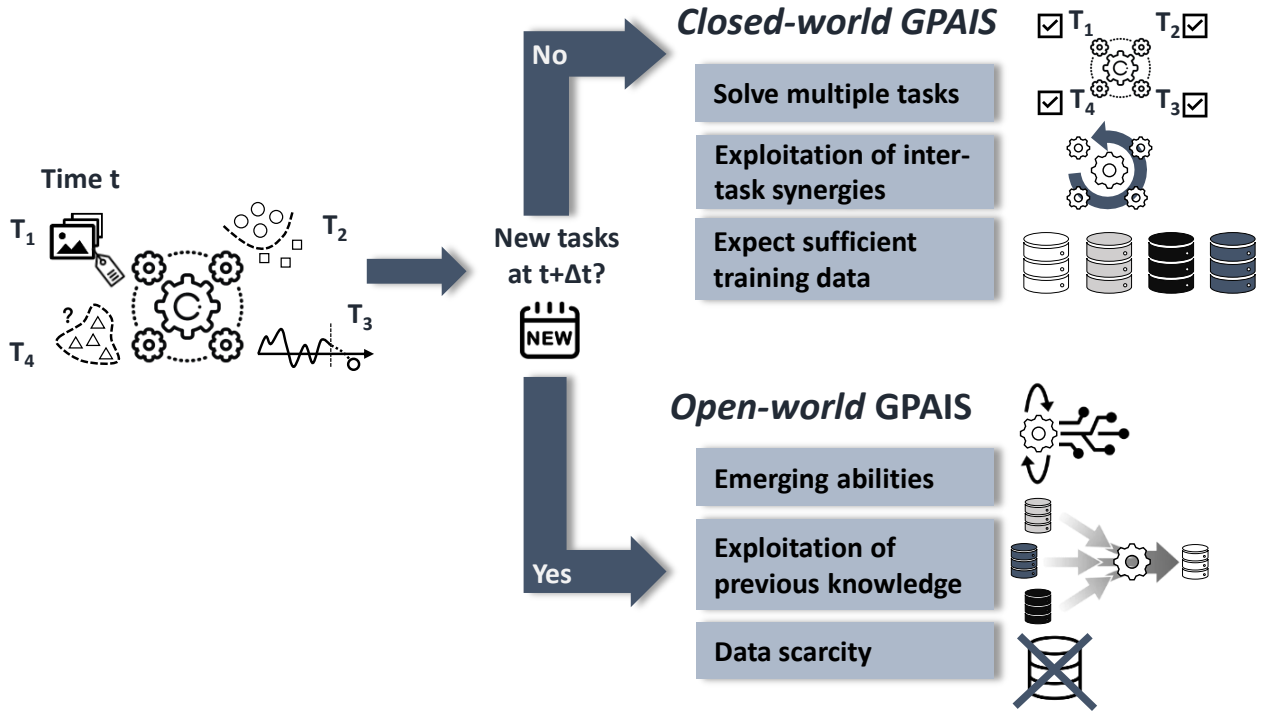 Time t
T1
T2
T3
T4
?
New tasks
at t+Δt?
NEW
No
Closed-world GPAIS
Solve multiple tasks
Exploitation of inter-
task synergies
Expect sufficient
training data
T1
T2
T4
T3
Yes
Open-world GPAIS
Emerging abilities
Exploitation of
previous knowledge
Data scarcity